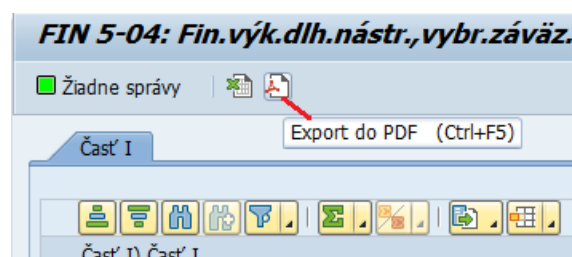 FIN 5-04: Fin.výk.dlh.nástr.,vybr.záväz.
Žiadne správy
Export do PDF (Ctrl+F5)
Časť I
Časť I) Časť I